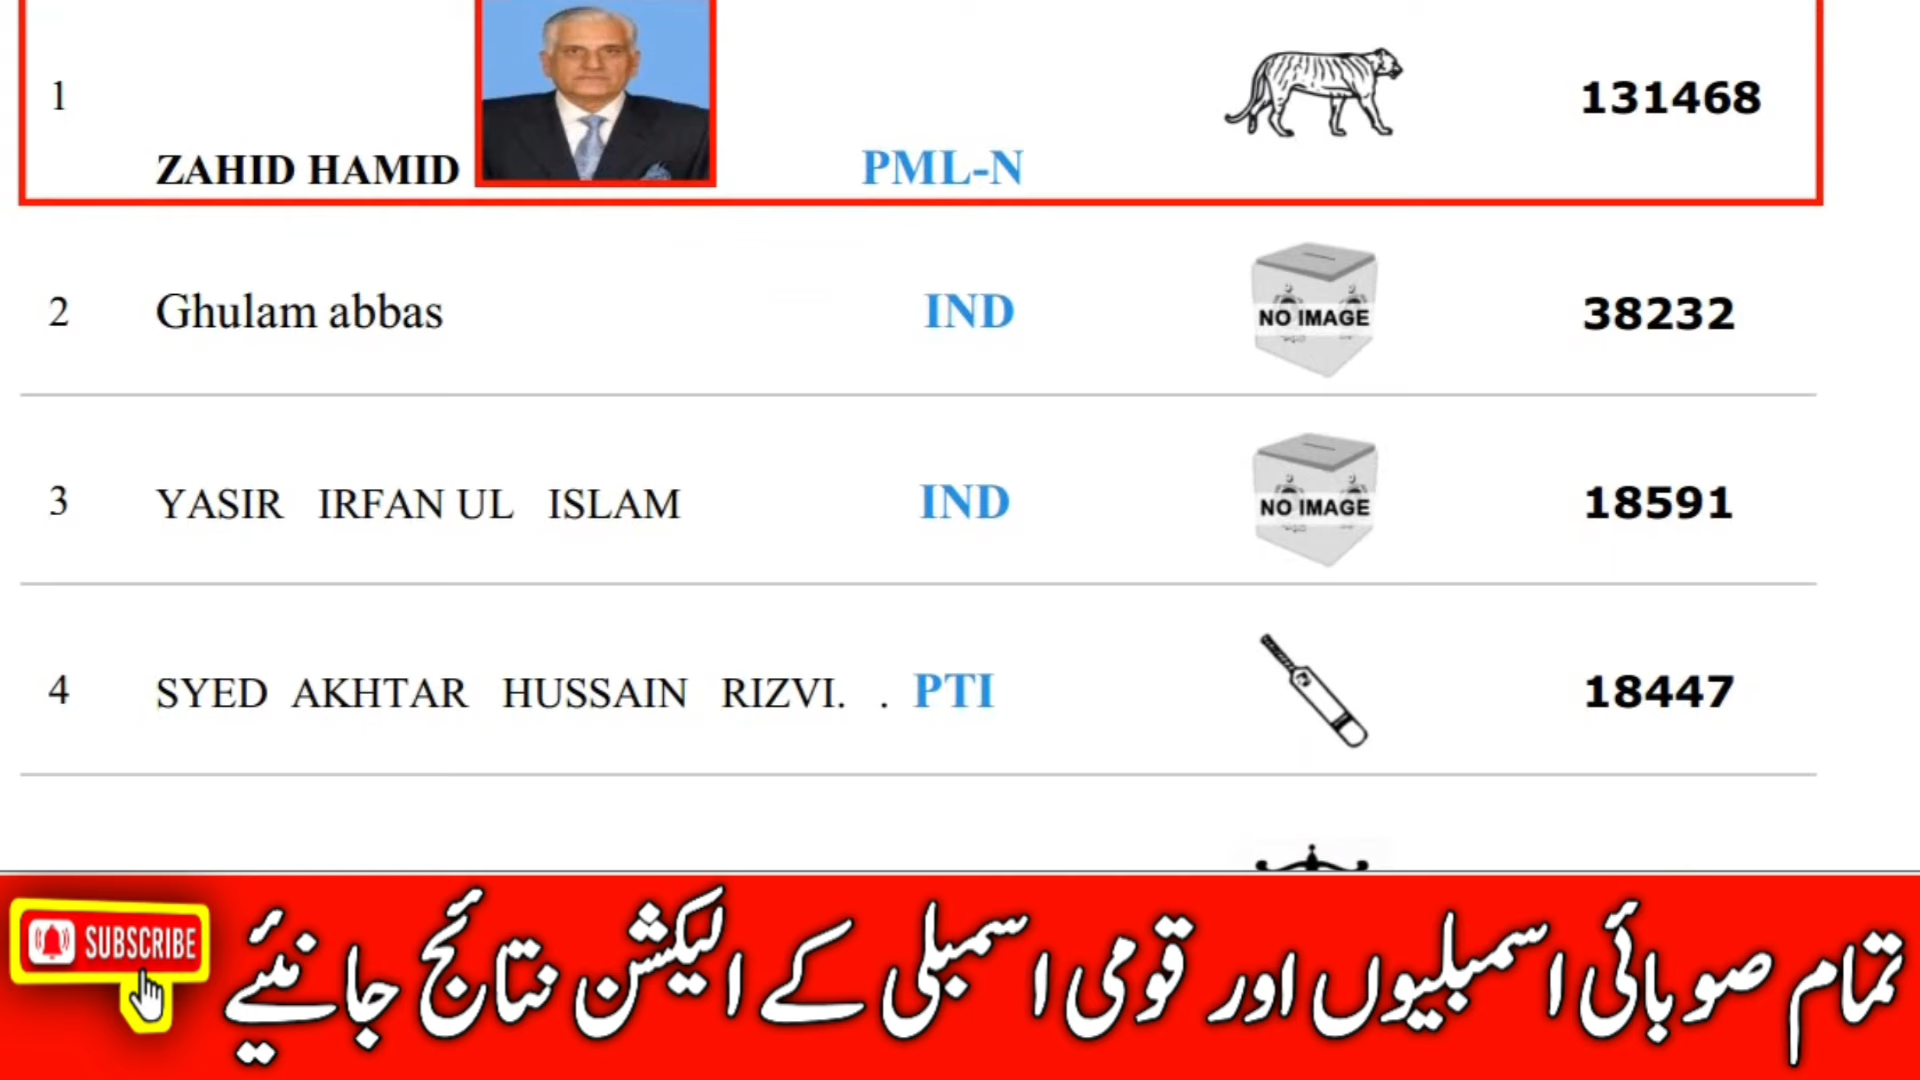 1 ZAHID HAMID PML-N 131468
2 Ghulam abbas IND NO IMAGE 38232
3 YASIR IRFAN UL ISLAM IND NO IMAGE 18591
4 SYED AKHTAR HUSSAIN RIZVI. . PTI 18447
SUBSCRIBE
تمام صوبائی اسمبلیوں اور قومی اسمبلی کے الیکشن نتائج جانئیے